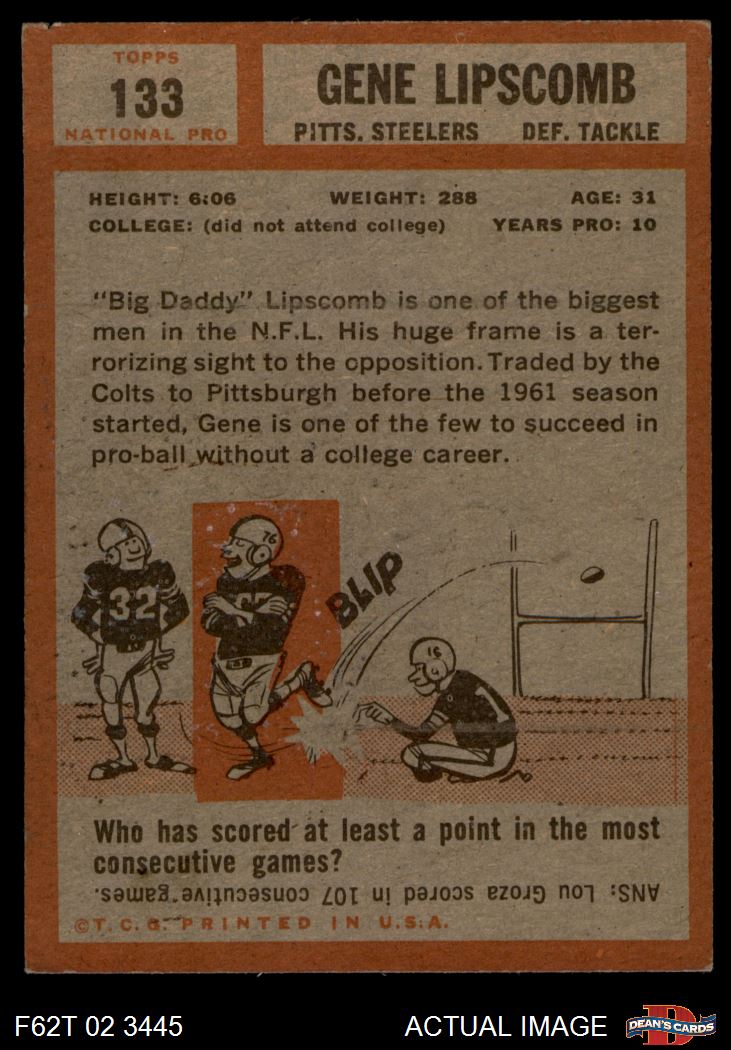 TOPPS
133
NATIONAL PRO
GENE LIPSCOMB
PITTS. STEELERS DEF. TACKLE
HEIGHT: 6:06 WEIGHT: 288 AGE: 31
COLLEGE: (did not attend college) YEARS PRO: 10
"Big Daddy" Lipscomb is one of the biggest
men in the N.F.L. His huge frame is a ter-
rorizing sight to the opposition. Traded by the
Colts to Pittsburgh before the 1961 season
started, Gene is one of the few to succeed in
pro-ball without a college career.
32
76
BLIP
Who has scored at least a point in the most
consecutive games?
ANS: Lou Groza scored in 107 consecutive games.
©T.C.G. PRINTED IN U.S.A.
F62T 02 3445
ACTUAL IMAGE
D
DEAN'S CARDS